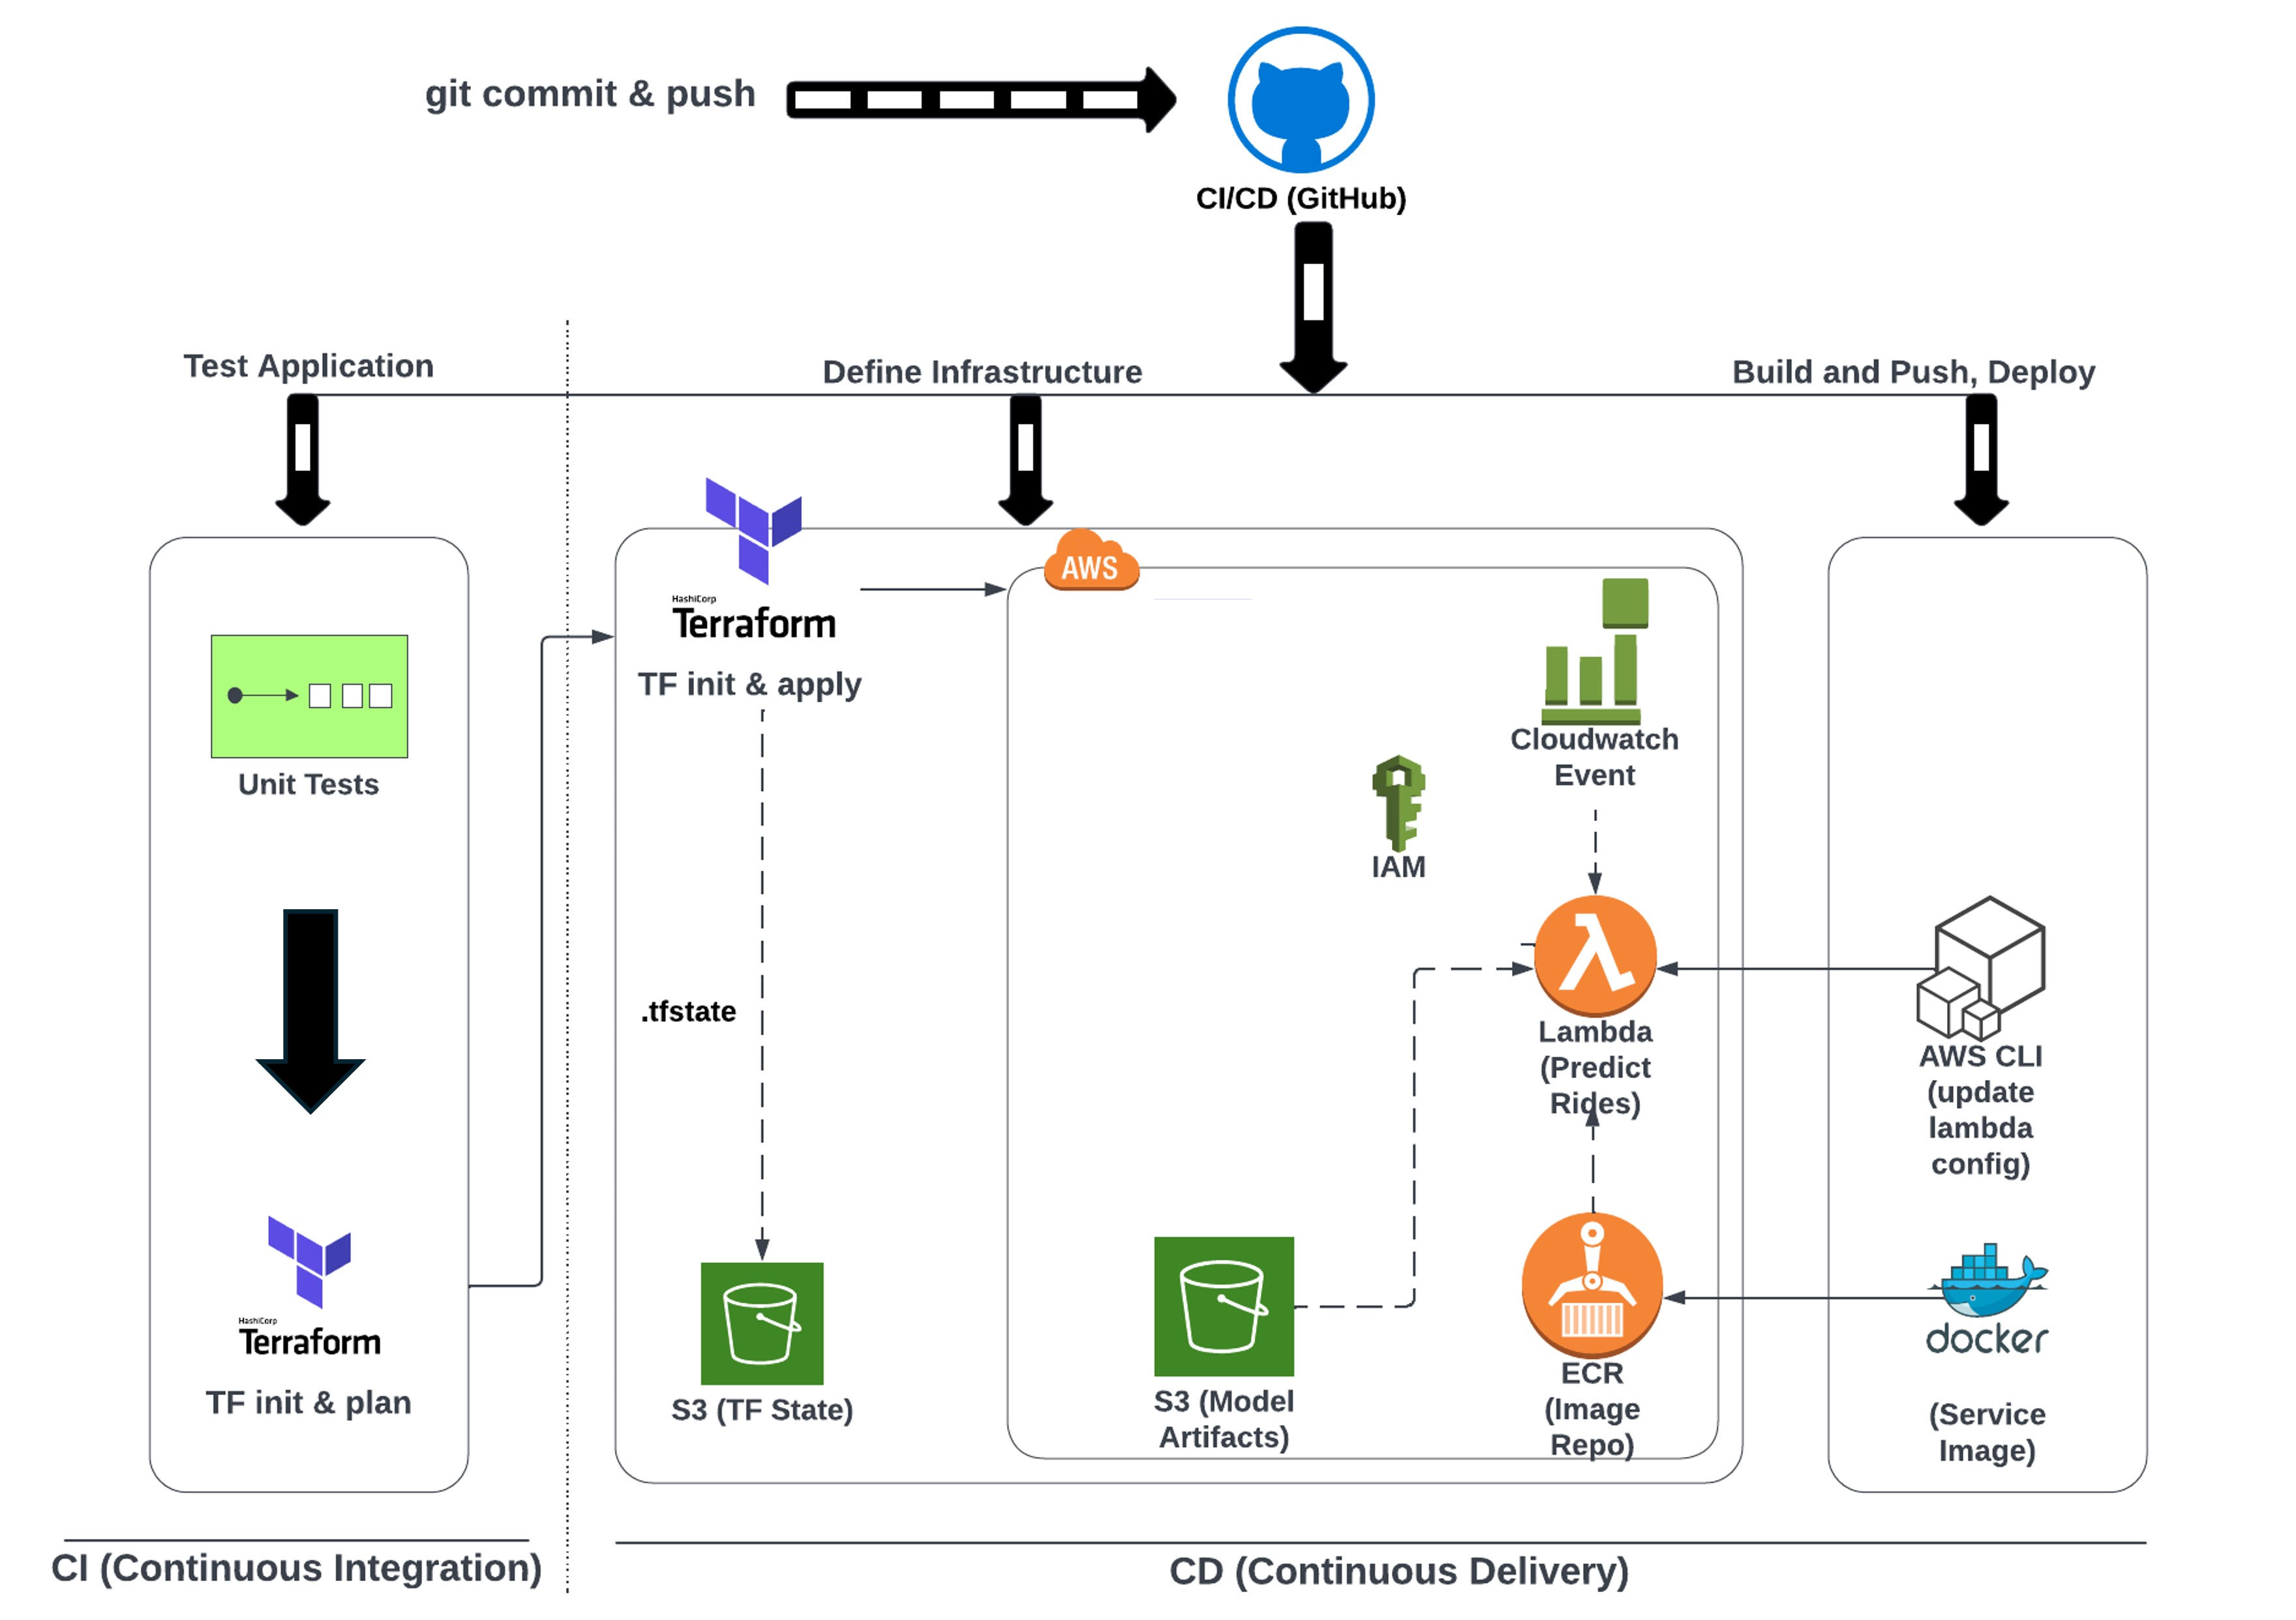 git commit & push
CI/CD (GitHub)
Test Application
Define Infrastructure
Build and Push, Deploy
Unit Tests
HashiCorp
Terraform
TF init & plan
HashiCorp
Terraform
TF init & apply
.tfstate
S3 (TF State)
AWS
Cloudwatch
Event
IAM
Lambda
(Predict
Rides)
S3 (Model
Artifacts)
ECR
(Image
Repo)
AWS CLI
(update
lambda
config)
docker
(Service
Image)
CI (Continuous Integration)
CD (Continuous Delivery)